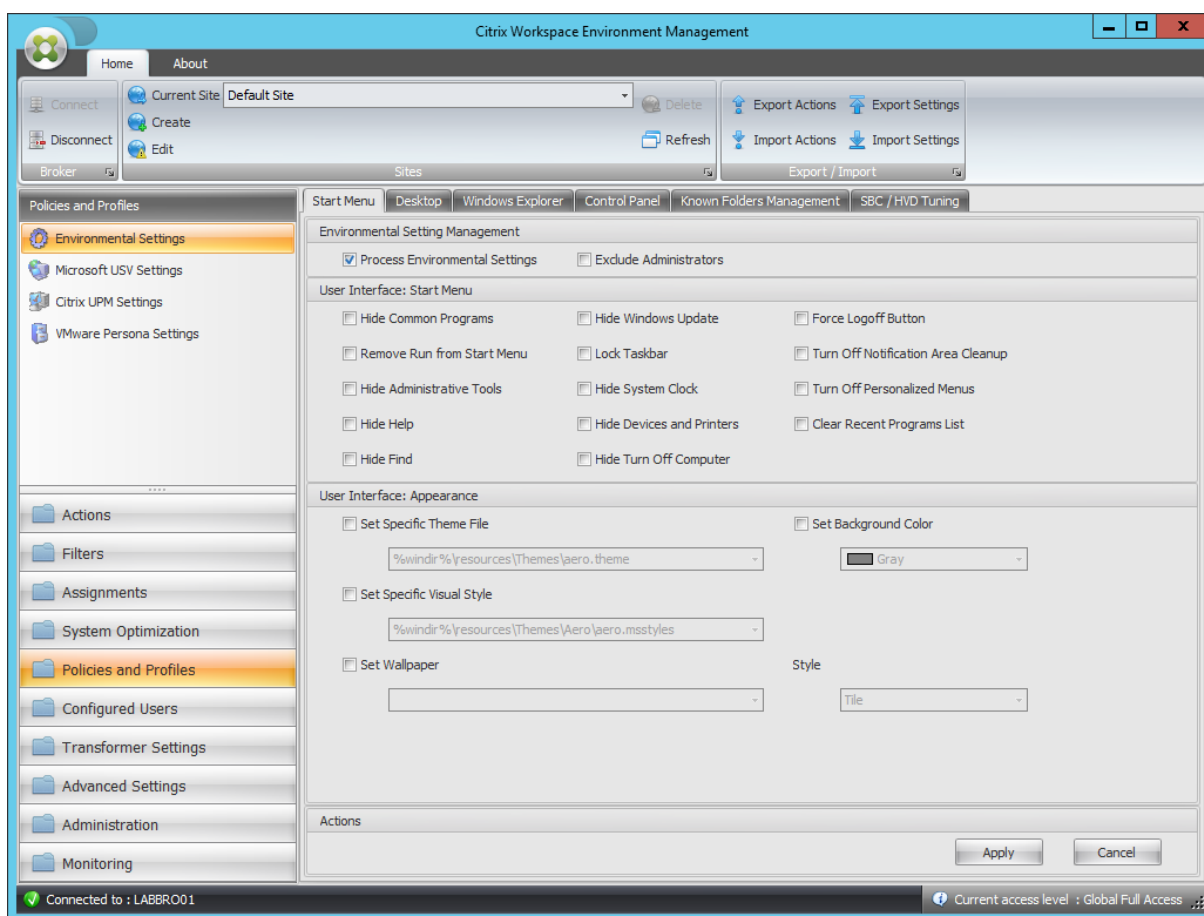 Citrix Workspace Environment Management
x
Home About
Connect
Disconnect
Broker
Current Site Default Site
Create
Edit
Delete
Refresh
Sites
Export Actions Export Settings
Import Actions Import Settings
Export / Import
Policies and Profiles
Environmental Settings
Microsoft USV Settings
Citrix UPM Settings
VMware Persona Settings
Actions
Filters
Assignments
System Optimization
Policies and Profiles
Configured Users
Transformer Settings
Advanced Settings
Administration
Monitoring
Start Menu Desktop Windows Explorer Control Panel Known Folders Management SBC / HVD Tuning
Environmental Setting Management
Process Environmental Settings Exclude Administrators
User Interface: Start Menu
Hide Common Programs Hide Windows Update Force Logoff Button
Remove Run from Start Menu Lock Taskbar Turn Off Notification Area Cleanup
Hide Administrative Tools Hide System Clock Turn Off Personalized Menus
Hide Help Hide Devices and Printers Clear Recent Programs List
Hide Find Hide Turn Off Computer
User Interface: Appearance
Set Specific Theme File Set Background Color
%windir%\resources\Themes\aero.theme Gray
Set Specific Visual Style
%windir%\resources\Themes\Aero\aero.msstyles
Set Wallpaper Style
Tile
Actions
Apply Cancel
Connected to : LABBRO01 Current access level : Global Full Access